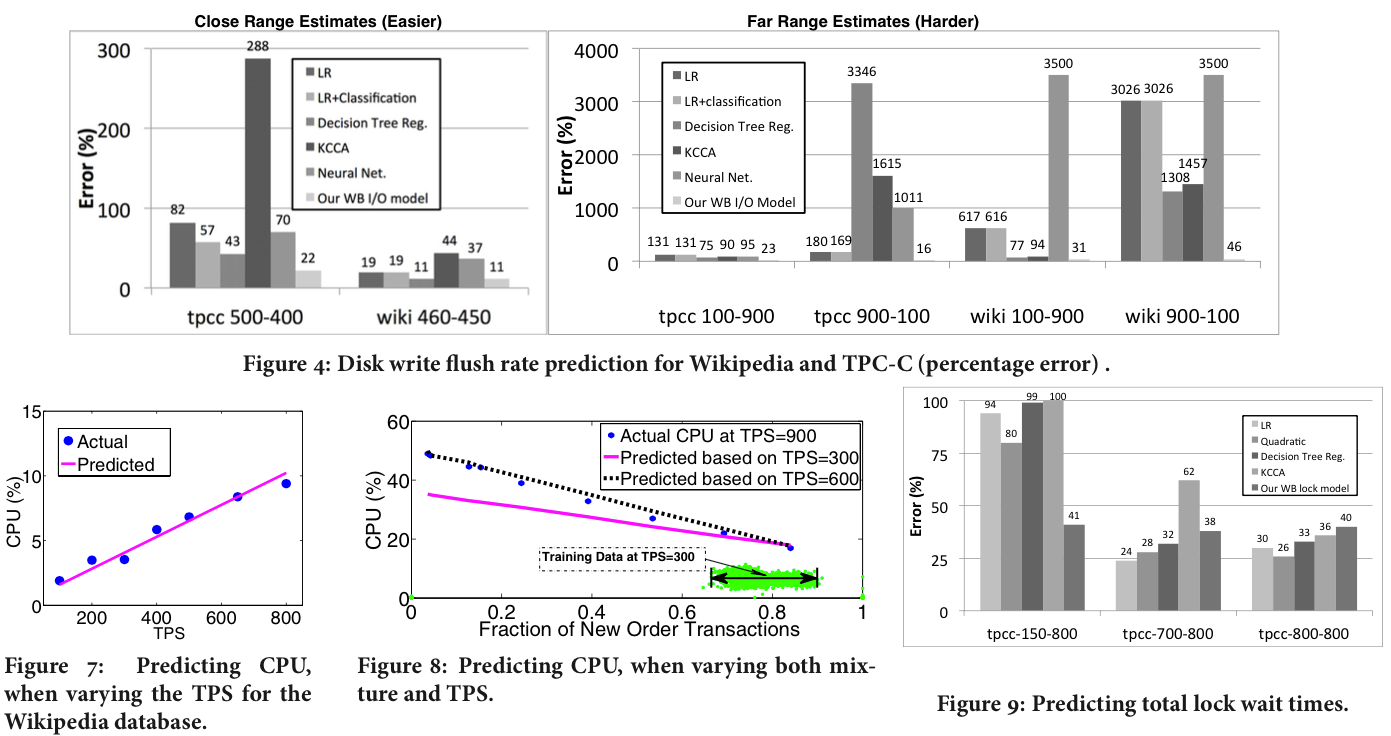 Close Range Estimates (Easier)
Far Range Estimates (Harder)
300
200
100
0
Error (%)
288
82
57
43
70
22
19
19
11
44
37
11
LR
LR+Classification
Decision Tree Reg.
KCCA
Neural Net.
Our WB I/O model
tpcc 500-400
wiki 460-450
4000
3000
2000
1000
0
Error (%)
LR
LR+classification
Decision Tree Reg.
KCCA
Neural Net.
Our WB I/O Model
131
131
75
90
95
23
180
169
3346
1615
1011
16
617
616
77
94
3500
31
3026
3026
1308
1457
3500
46
tpcc 100-900
tpcc 900-100
wiki 100-900
wiki 900-100
Figure 4: Disk write flush rate prediction for Wikipedia and TPC-C (percentage error) .
15
10
5
0
CPU (%)
Actual
Predicted
200
400
600
800
TPS
Figure 7: Predicting CPU,
when varying the TPS for the
Wikipedia database.
60
40
20
0
CPU (%)
Actual CPU at TPS=900
Predicted based on TPS=300
Predicted based on TPS=600
Training Data at TPS=300
0
0.2
0.4
0.6
0.8
1
Fraction of New Order Transactions
Figure 8: Predicting CPU, when varying both mix-
ture and TPS.
100
75
50
25
0
Error (%)
94
80
99
100
41
24
28
32
62
38
30
26
33
36
40
LR
Quadratic
Decision Tree Reg.
KCCA
Our WB lock model
tpcc-150-800
tpcc-700-800
tpcc-800-800
Figure 9: Predicting total lock wait times.